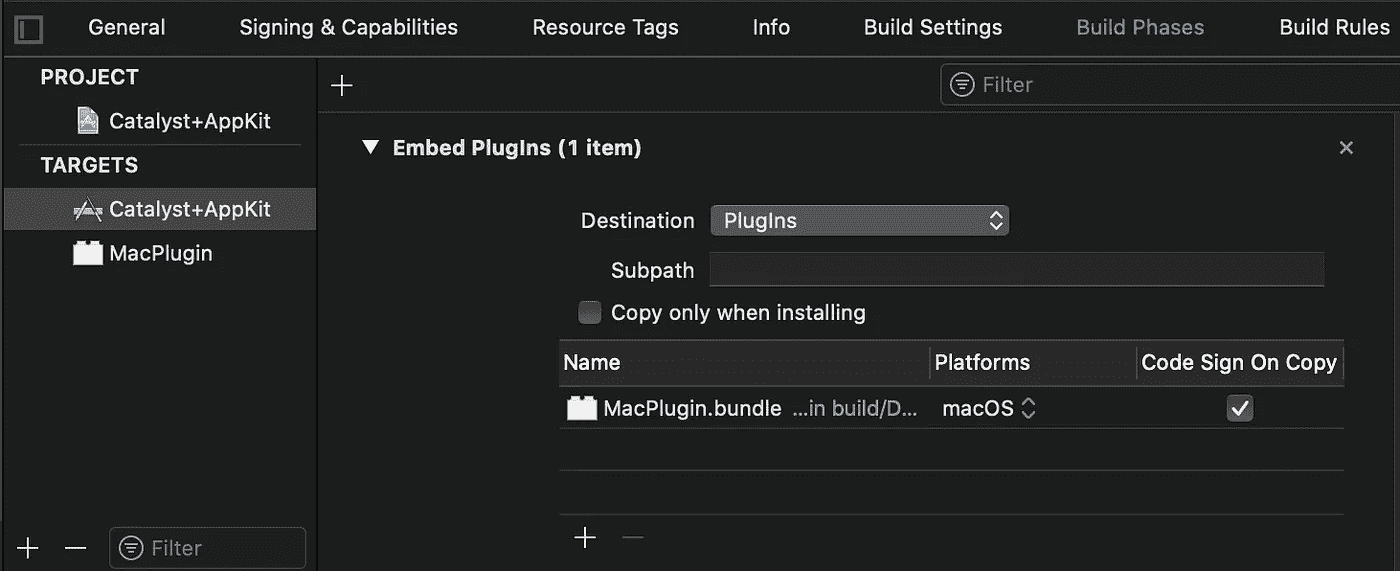 General Signing & Capabilities Resource Tags Info Build Settings Build Phases Build Rules
PROJECT
Catalyst+AppKit
TARGETS
Catalyst+AppKit
MacPlugin
Filter
Filter
Embed PlugIns (1 item)
Destination PlugIns
Subpath
Copy only when installing
Name Platforms Code Sign On Copy
MacPlugin.bundle ...in build/D... macOS